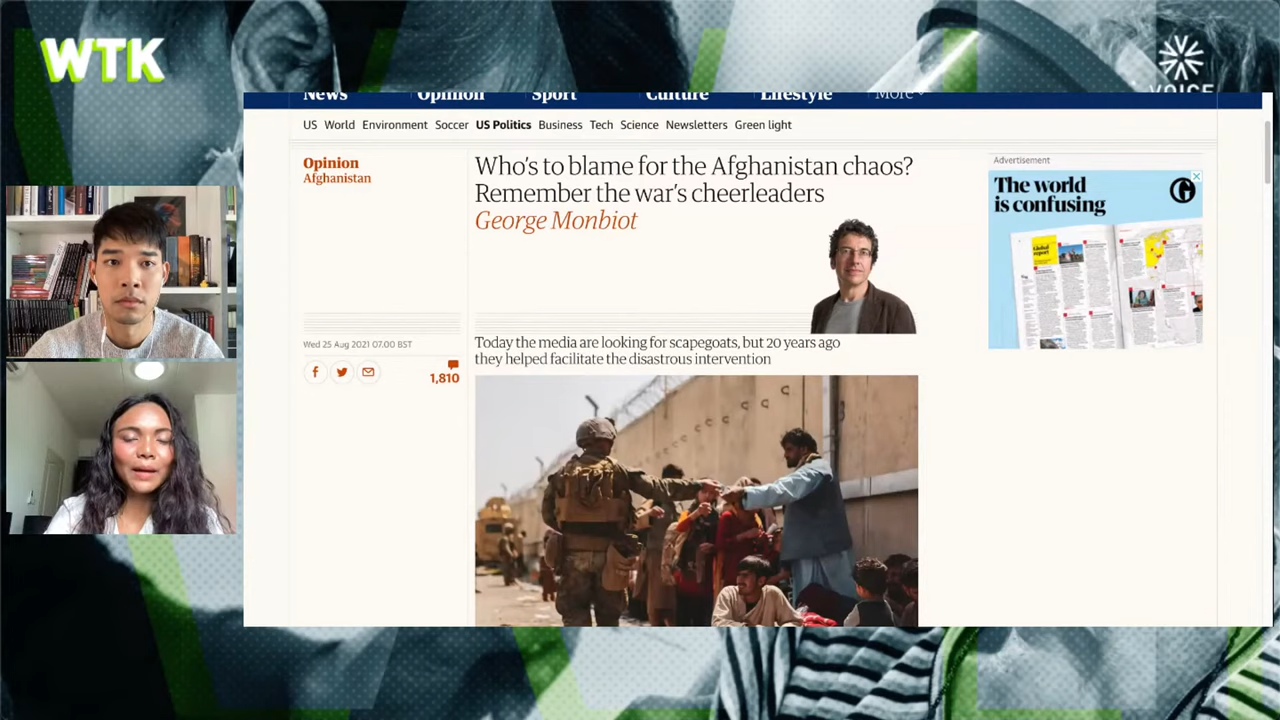 WTK
VOICE
News
Opinion
Sport
Culture
Lifestyle
More
US World Environment Soccer US Politics Business Tech Science Newsletters Green light
Opinion
Afghanistan
Who's to blame for the Afghanistan chaos?
Remember the war's cheerleaders
George Monbiot
Wed 25 Aug 2021 07.00 BST
1,810
Today the media are looking for scapegoats, but 20 years ago
they helped facilitate the disastrous intervention
Advertisement
The world
is confusing
Global
report